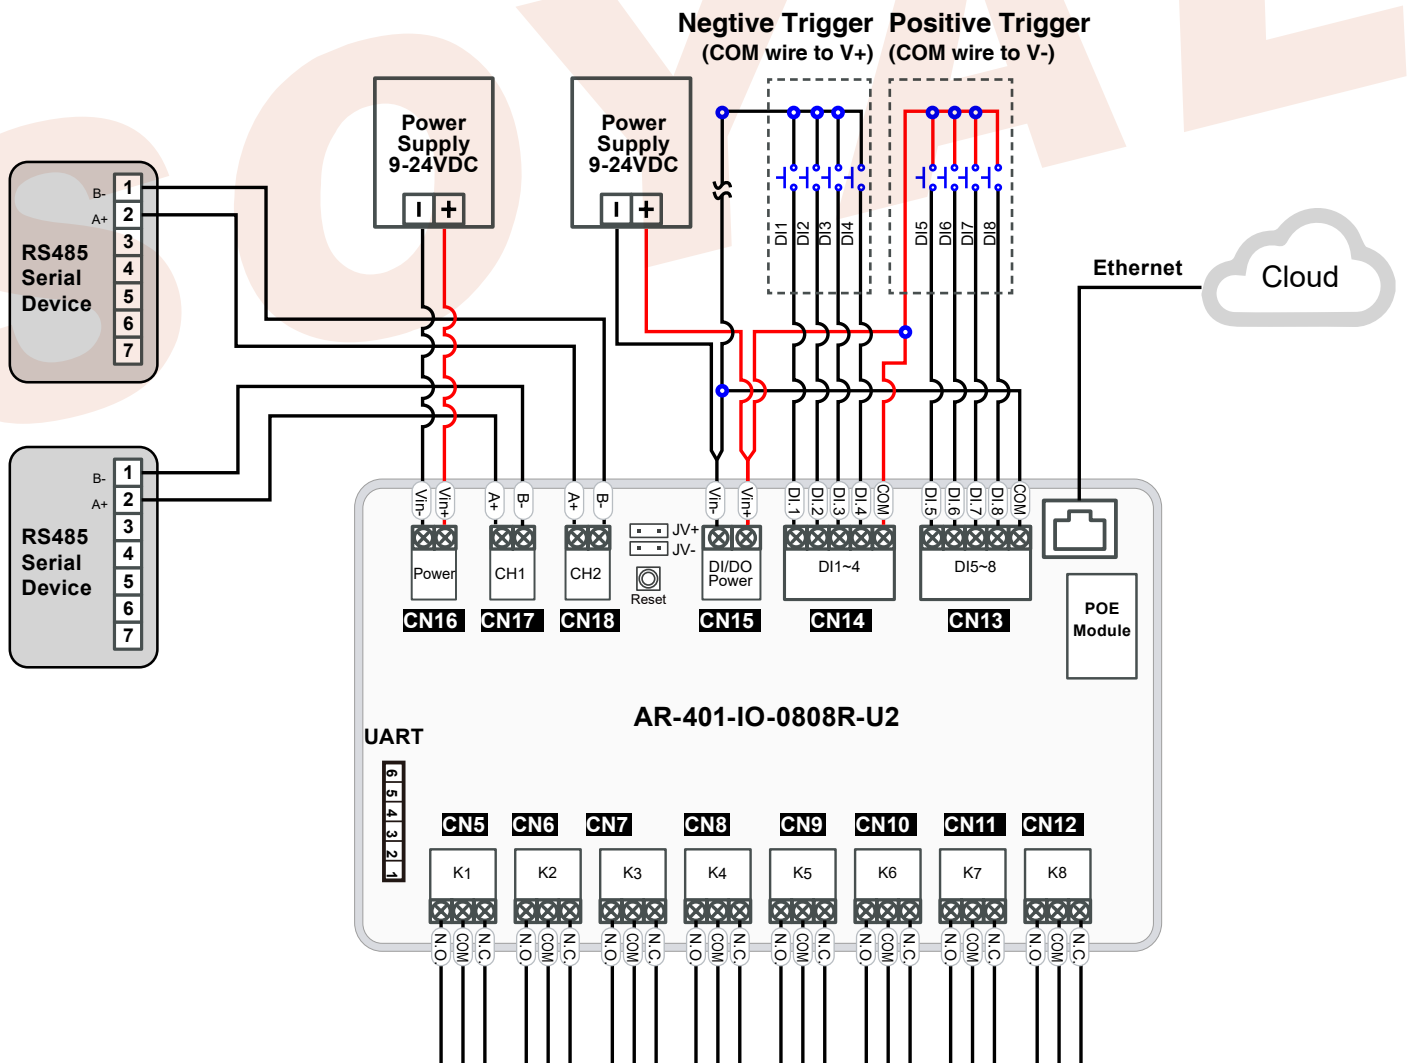 SOYAL
Negtive Trigger
(COM wire to V+)
Positive Trigger
(COM wire to V-)
Power
Supply
9-24VDC
Power
Supply
9-24VDC
RS485
Serial
Device
B-
A+
1
2
3
4
5
6
7
RS485
Serial
Device
B-
A+
1
2
3
4
5
6
7
DI1
DI2
DI3
DI4
DI5
DI6
DI7
DI8
Ethernet
Cloud
Vin-
Vin+
A+
B-
A+
B-
Vin-
Vin+
DI.1
DI.2
DI.3
DI.4
COM
DI.5
DI.6
DI.7
DI.8
COM
JV+
JV-
Reset
Power
CH1
CH2
DI/DO
Power
DI1~4
DI5~8
CN16
CN17
CN18
CN15
CN14
CN13
POE
Module
AR-401-IO-0808R-U2
UART
6
5
4
3
2
1
CN5
CN6
CN7
CN8
CN9
CN10
CN11
CN12
K1
K2
K3
K4
K5
K6
K7
K8
N.O.
COM
N.C.
N.O.
COM
N.C.
N.O.
COM
N.C.
N.O.
COM
N.C.
N.O.
COM
N.C.
N.O.
COM
N.C.
N.O.
COM
N.C.
N.O.
COM
N.C.